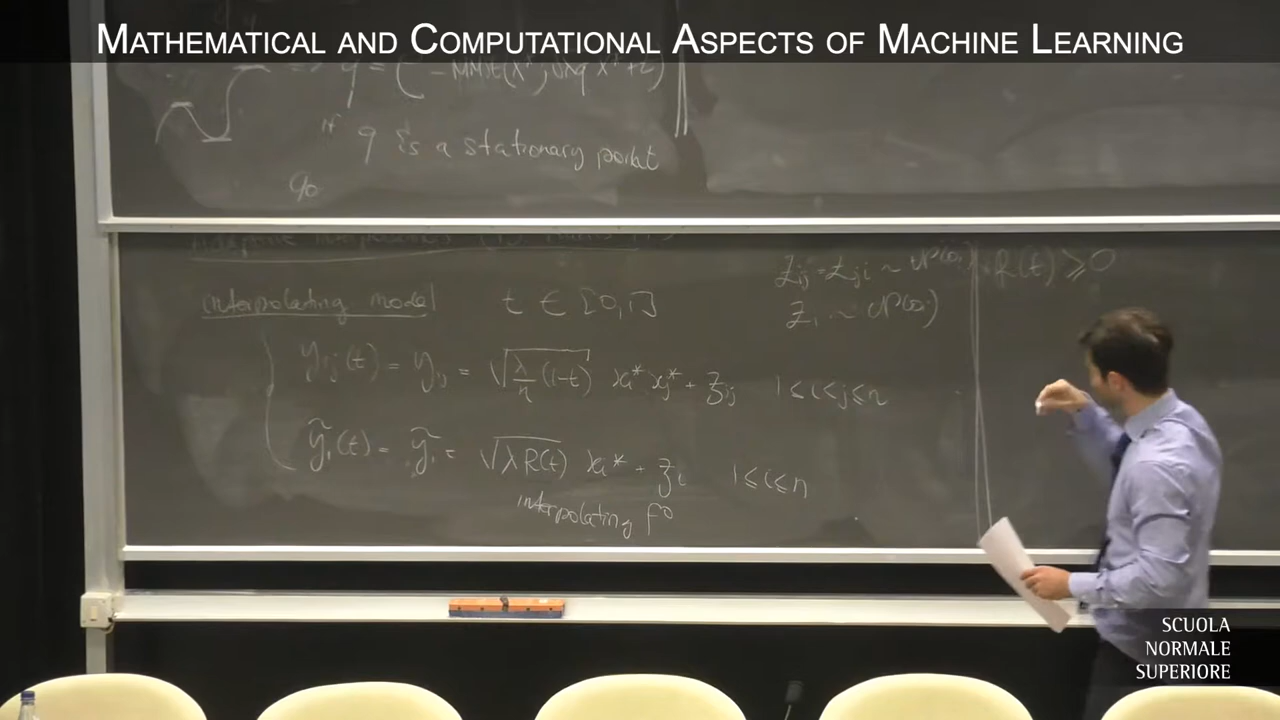 MATHEMATICAL AND COMPUTATIONAL ASPECTS OF MACHINE LEARNING
if q is a stationary point
q₀
interpolating model t ∈ [0,1]
Z_ij = Z_ji ~ N(0,1)
R(t) ⩾ 0
Z_i ~ N(0,1)
y_ij(t) = y_ij = √(λ/n (1-t)) x_i* x_j* + Z_ij 1≤i<j≤n
ỹ_i(t) = ỹ_i = √(λR(t)) x_i* + Z_i 1≤i≤n
interpolating f°
SCUOLA
NORMALE
SUPERIORE